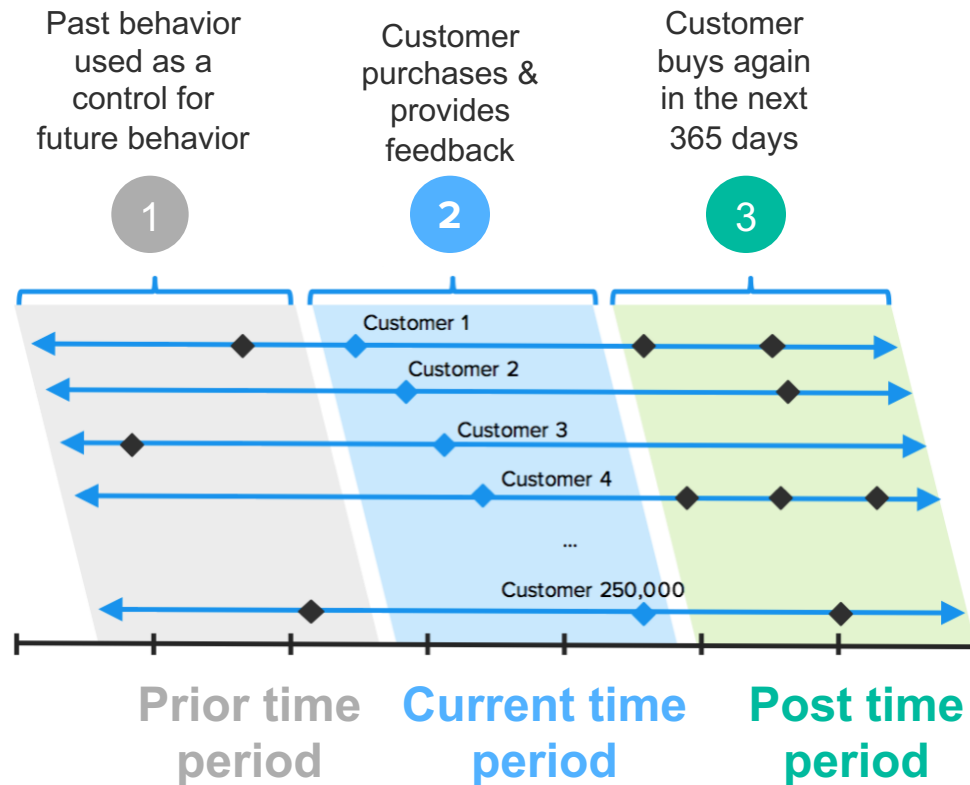 Past behavior
used as a
control for
future behavior
Customer
purchases &
provides
feedback
Customer
buys again
in the next
365 days
1
2
3
Customer 1
Customer 2
Customer 3
Customer 4
...
Customer 250,000
Prior time
period
Current time
period
Post time
period